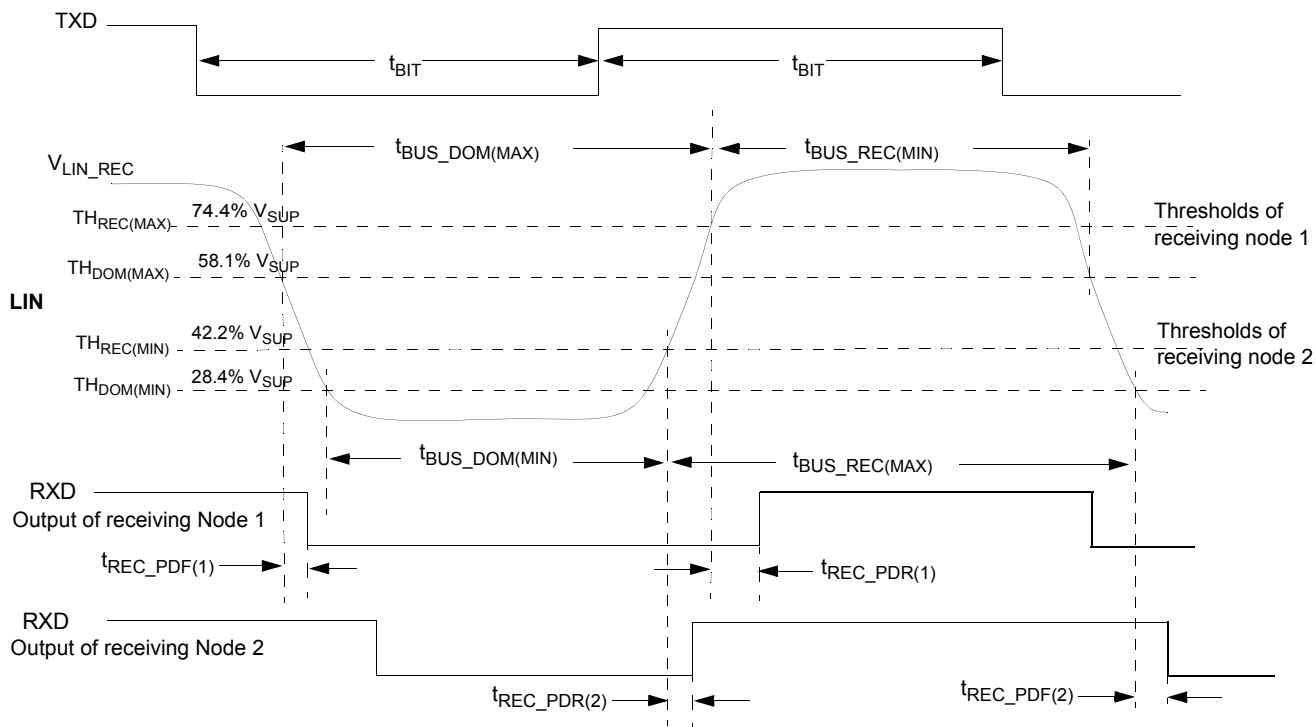 TXD
tBIT
tBIT
tBUS_DOM(MAX)
tBUS_REC(MIN)
VLIN_REC
THREC(MAX) 74.4% VSUP
Thresholds of
receiving node 1
THDOM(MAX) 58.1% VSUP
LIN
THREC(MIN) 42.2% VSUP
Thresholds of
receiving node 2
THDOM(MIN) 28.4% VSUP
tBUS_DOM(MIN)
tBUS_REC(MAX)
RXD
Output of receiving Node 1
tREC_PDF(1)
tREC_PDR(1)
RXD
Output of receiving Node 2
tREC_PDR(2)
tREC_PDF(2)